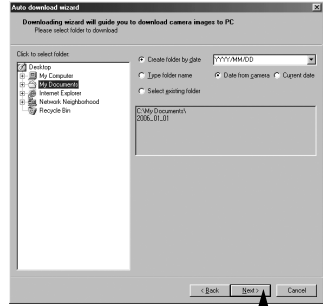 Auto download wizard
Downloading wizard will guide you to download camera images to PC
Please select folder to download
Click to select folder:
Desktop
My Computer
My Documents
Internet Explorer
Network Neighborhood
Recycle Bin
Create folder by date
YYYY/MM/DD
Type folder name
Date from camera
Current date
Select existing folder
C:\My Documents\
2006_01_01
< Back
Next >
Cancel